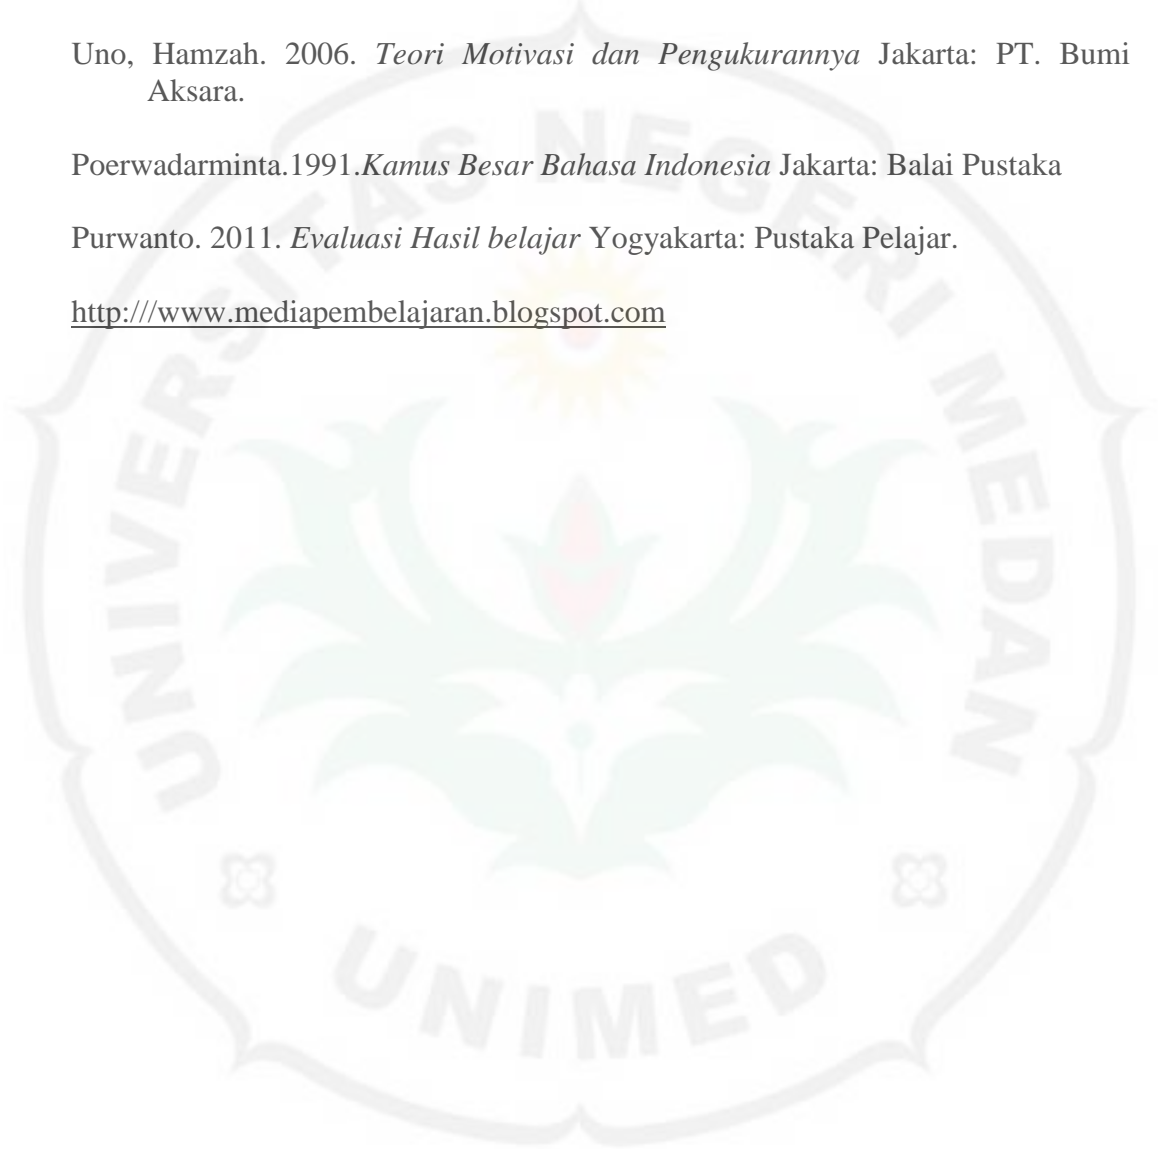 Uno, Hamzah. 2006. Teori Motivasi dan Pengukurannya Jakarta: PT. Bumi
Aksara.
Poerwadarminta.1991.Kamus Besar Bahasa Indonesia Jakarta: Balai Pustaka
Purwanto. 2011. Evaluasi Hasil belajar Yogyakarta: Pustaka Pelajar.
http:///www.mediapembelajaran.blogspot.com
UNIVERSITAS NEGERI MEDAN
UNIMED